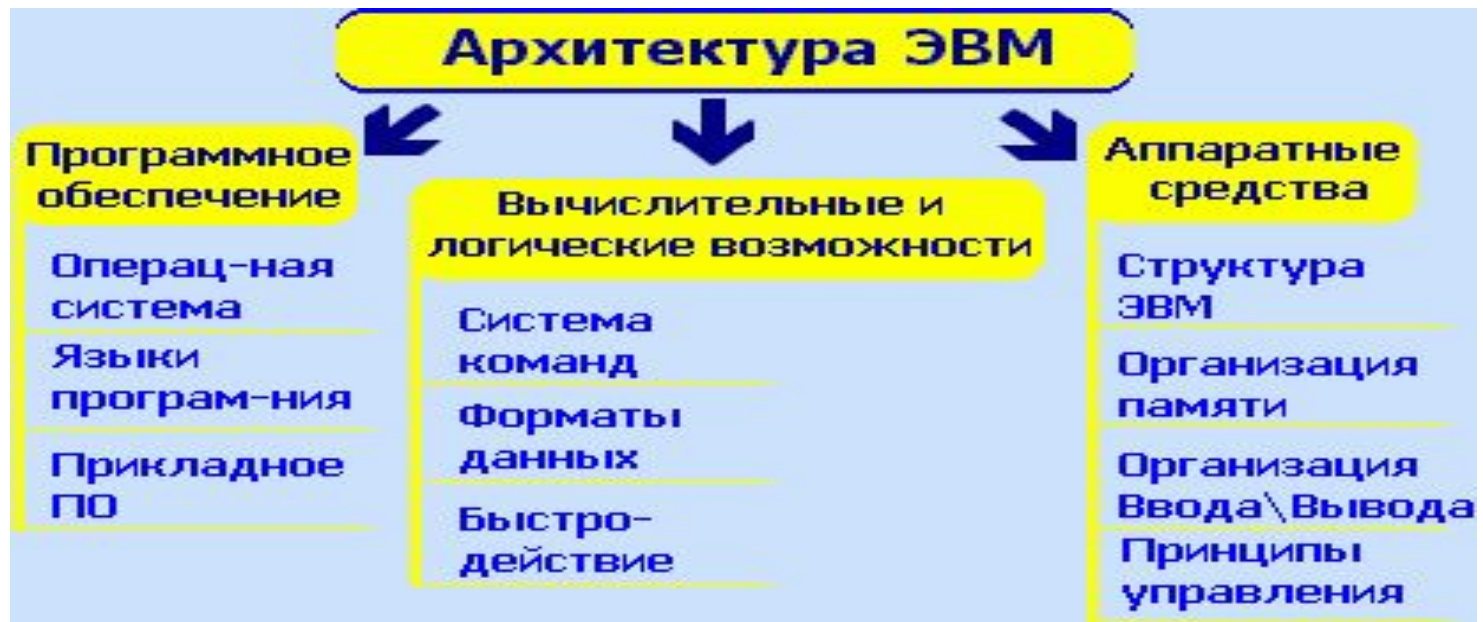 Архитектура ЭВМ
Программное
обеспечение
Операц-ная
система
Языки
програм-ния
Прикладное
ПО
Вычислительные и
логические возможности
Система
команд
Форматы
данных
Быстро-
действие
Аппаратные
средства
Структура
ЭВМ
Организация
памяти
Организация
Ввода\Вывода
Принципы
управления